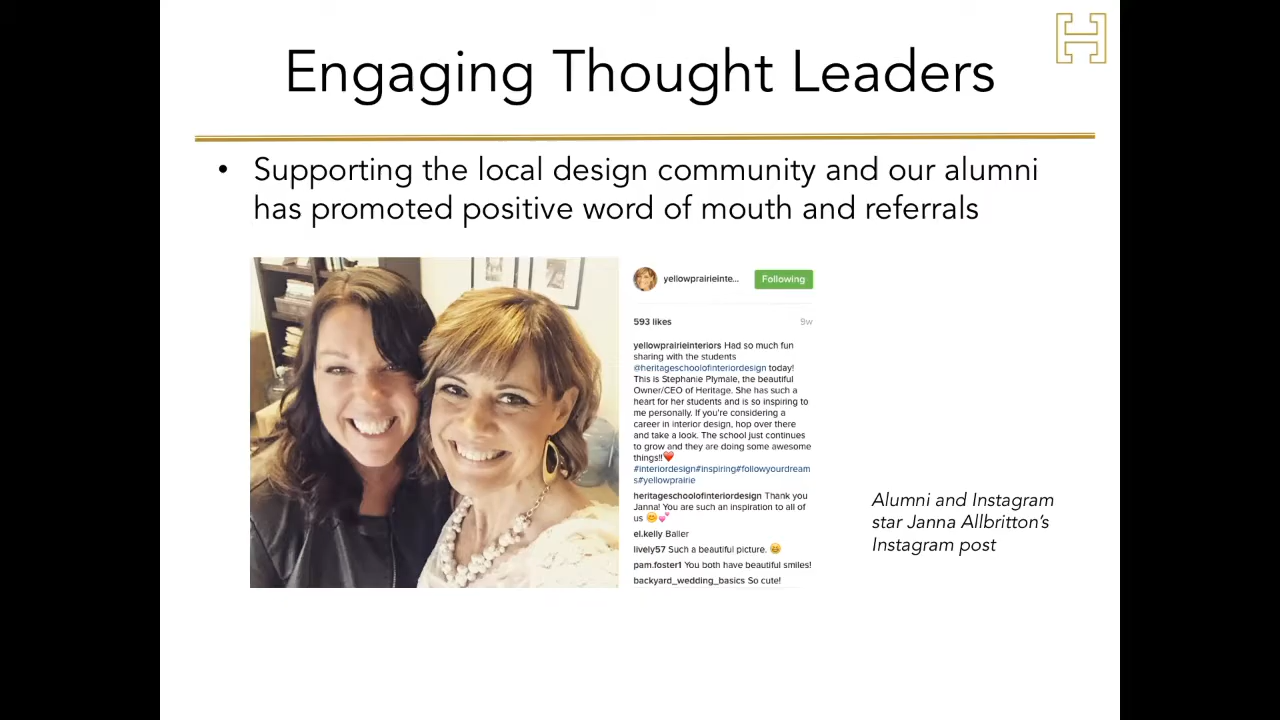 Engaging Thought Leaders
• Supporting the local design community and our alumni
has promoted positive word of mouth and referrals
yellowprairieinte...
Following
593 likes
9w
yellowprairieinteriors Had so much fun
sharing with the students
@heritageschoolofinteriordesign today!
This is Stephanie Plymale, the beautiful
Owner/CEO of Heritage. She has such a
heart for her students and is so inspiring to
me personally. If you're considering a
career in interior design, hop over there
and take a look. The school just continues
to grow and they are doing some awesome
things!!❤️
#interiordesign#inspiring#followyourdream
s#yellowprairie
heritageschoolofinteriordesign Thank you
Janna! You are such an inspiration to all of
us 😊💕
el.kelly Baller
lively57 Such a beautiful picture. 😊
pam.foster1 You both have beautiful smiles!
backyard_wedding_basics So cute!
Alumni and Instagram
star Janna Allbritton's
Instagram post
H